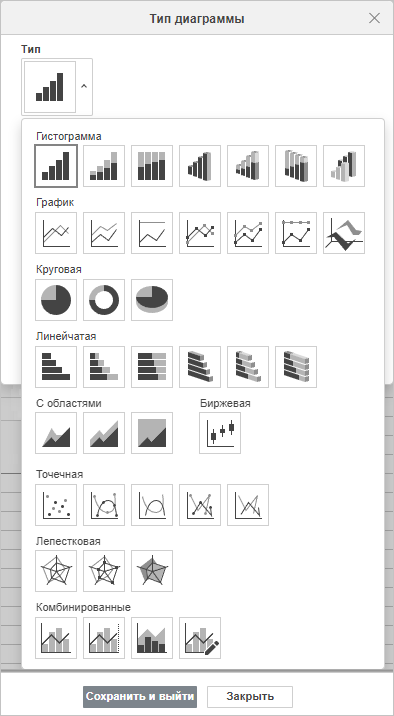 Тип диаграммы
Тип
Гистограмма
График
Круговая
Линейчатая
С областями
Биржевая
Точечная
Лепестковая
Комбинированные
Сохранить и выйти
Закрыть